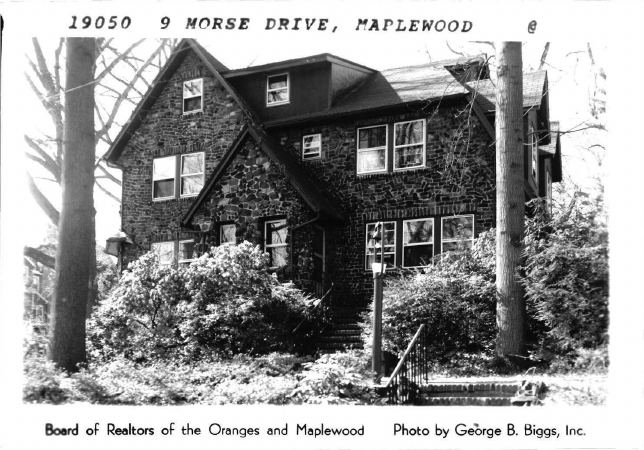 19050 9 MORSE DRIVE, MAPLEWOOD @
Board of Realtors of the Oranges and Maplewood Photo by George B. Biggs, Inc.